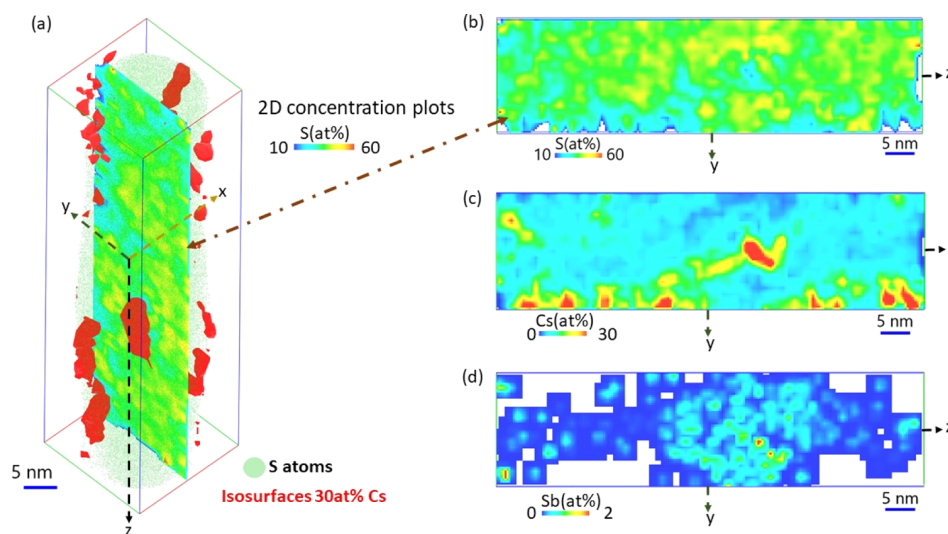 (a)
2D concentration plots
S(at%)
10 60
x
y
z
5 nm
S atoms
Isosurfaces 30at% Cs
(b)
z
S(at%)
10 60
y
5 nm
(c)
Cs(at%)
0 30
y
5 nm
(d)
z
Sb(at%)
0 2
y
5 nm